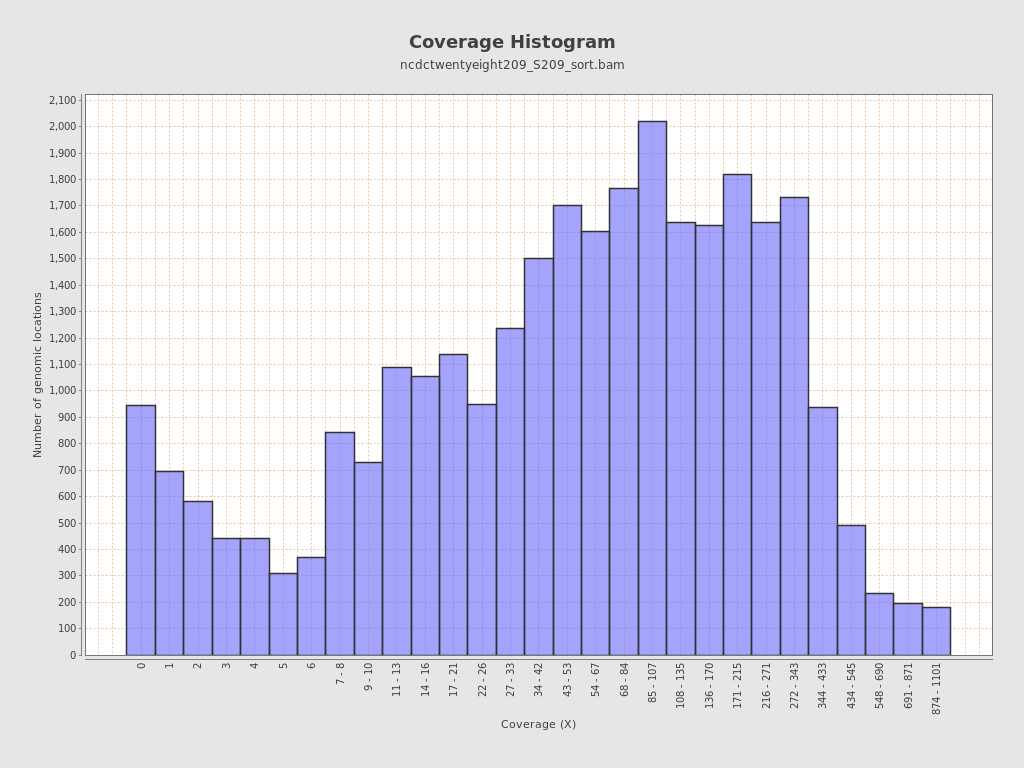 Coverage Histogram
ncdctwentyeight209_S209_sort.bam
2,100
2,000
1,900
1,800
1,700
1,600
1,500
1,400
1,300
1,200
1,100
1,000
900
800
700
600
500
400
300
200
100
0
Number of genomic locations
0
1
2
3
4
5
6
7 - 8
9 - 10
11 - 13
14 - 16
17 - 21
22 - 26
27 - 33
34 - 42
43 - 53
54 - 67
68 - 84
85 - 107
108 - 135
136 - 170
171 - 215
216 - 271
272 - 343
344 - 433
434 - 545
548 - 690
691 - 871
874 - 1101
Coverage (X)